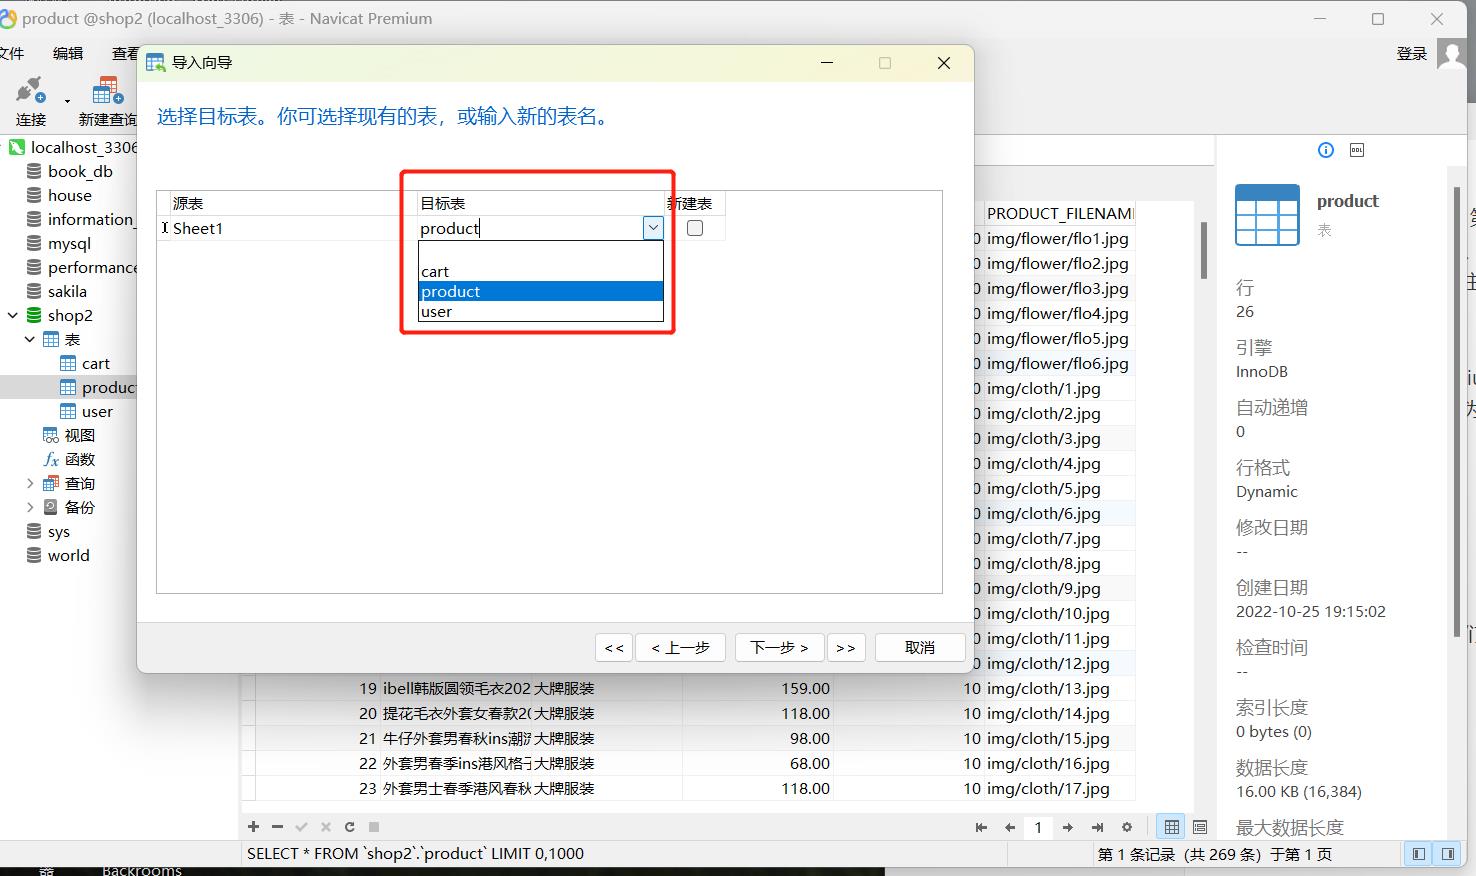 product @shop2 (localhost_3306) - 表 - Navicat Premium
文件 编辑 查看
登录
连接 新建查询
导入向导
选择目标表。你可选择现有的表，或输入新的表名。
源表 目标表 新建表
Sheet1 product
cart
product
user
<< < 上一步 下一步 > >> 取消
localhost_3306
book_db
house
information_
mysql
performance
sakila
shop2
表
cart
product
user
视图
函数
查询
备份
sys
world
PRODUCT_FILENAM
0 img/flower/flo1.jpg
0 img/flower/flo2.jpg
0 img/flower/flo3.jpg
0 img/flower/flo4.jpg
0 img/flower/flo5.jpg
0 img/flower/flo6.jpg
0 img/cloth/1.jpg
0 img/cloth/2.jpg
0 img/cloth/3.jpg
0 img/cloth/4.jpg
0 img/cloth/5.jpg
0 img/cloth/6.jpg
0 img/cloth/7.jpg
0 img/cloth/8.jpg
0 img/cloth/9.jpg
0 img/cloth/10.jpg
0 img/cloth/11.jpg
0 img/cloth/12.jpg
19 ibell韩版圆领毛衣202 大牌服装 159.00 10 img/cloth/13.jpg
20 提花毛衣外套女春款20 大牌服装 118.00 10 img/cloth/14.jpg
21 牛仔外套男春秋ins潮流 大牌服装 98.00 10 img/cloth/15.jpg
22 外套男春季ins港风格子 大牌服装 68.00 10 img/cloth/16.jpg
23 外套男士春季港风春秋 大牌服装 118.00 10 img/cloth/17.jpg
1
SELECT * FROM `shop2`.`product` LIMIT 0,1000
第 1 条记录 (共 269 条) 于第 1 页
DDL
product
表
行
26
引擎
InnoDB
自动递增
0
行格式
Dynamic
修改日期
--
创建日期
2022-10-25 19:15:02
检查时间
--
索引长度
0 bytes (0)
数据长度
16.00 KB (16,384)
最大数据长度
Backrooms